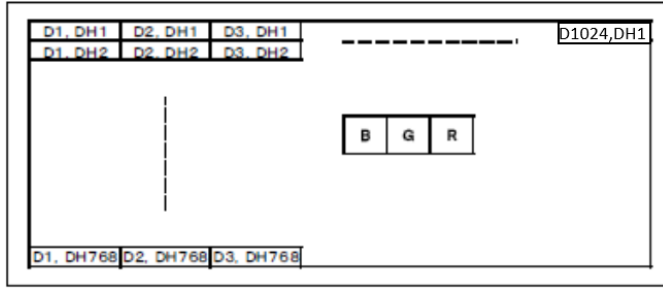 D1, DH1 D2, DH1 D3, DH1 D1024,DH1
D1, DH2 D2, DH2 D3, DH2
B G R
D1, DH768 D2, DH768 D3, DH768